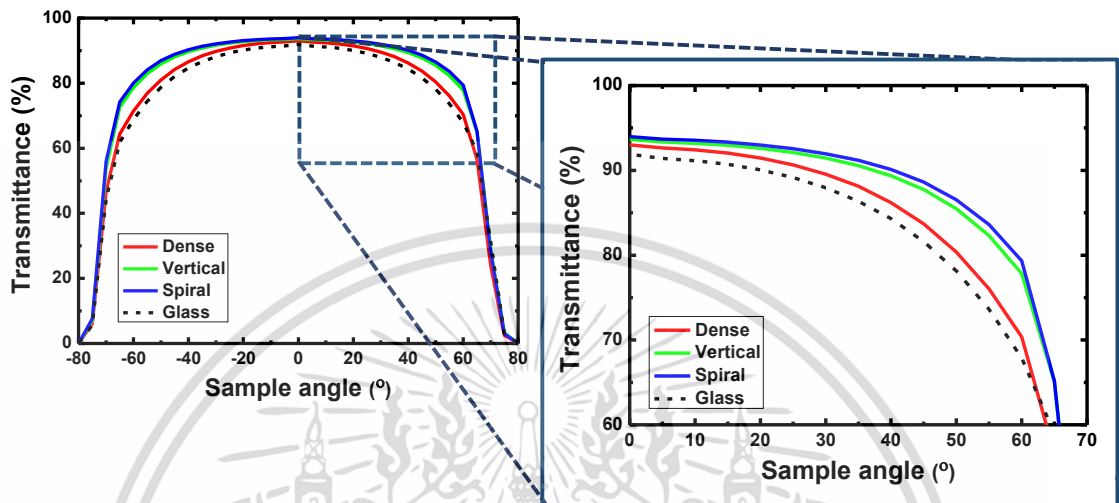 Transmittance (%)
100
80
60
40
20
0
Dense
Vertical
Spiral
Glass
-80 -60 -40 -20 0 20 40 60 80
Sample angle (º)
Transmittance (%)
100
90
80
70
60
Dense
Vertical
Spiral
Glass
0 10 20 30 40 50 60 70
Sample angle (º)